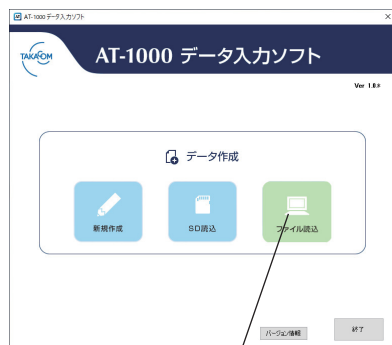 AT-1000 データ入力ソフト
TAKACOM
AT-1000 データ入力ソフト
Ver 1.0.*
データ作成
新規作成
SD読込
ファイル読込
バージョン情報
終了